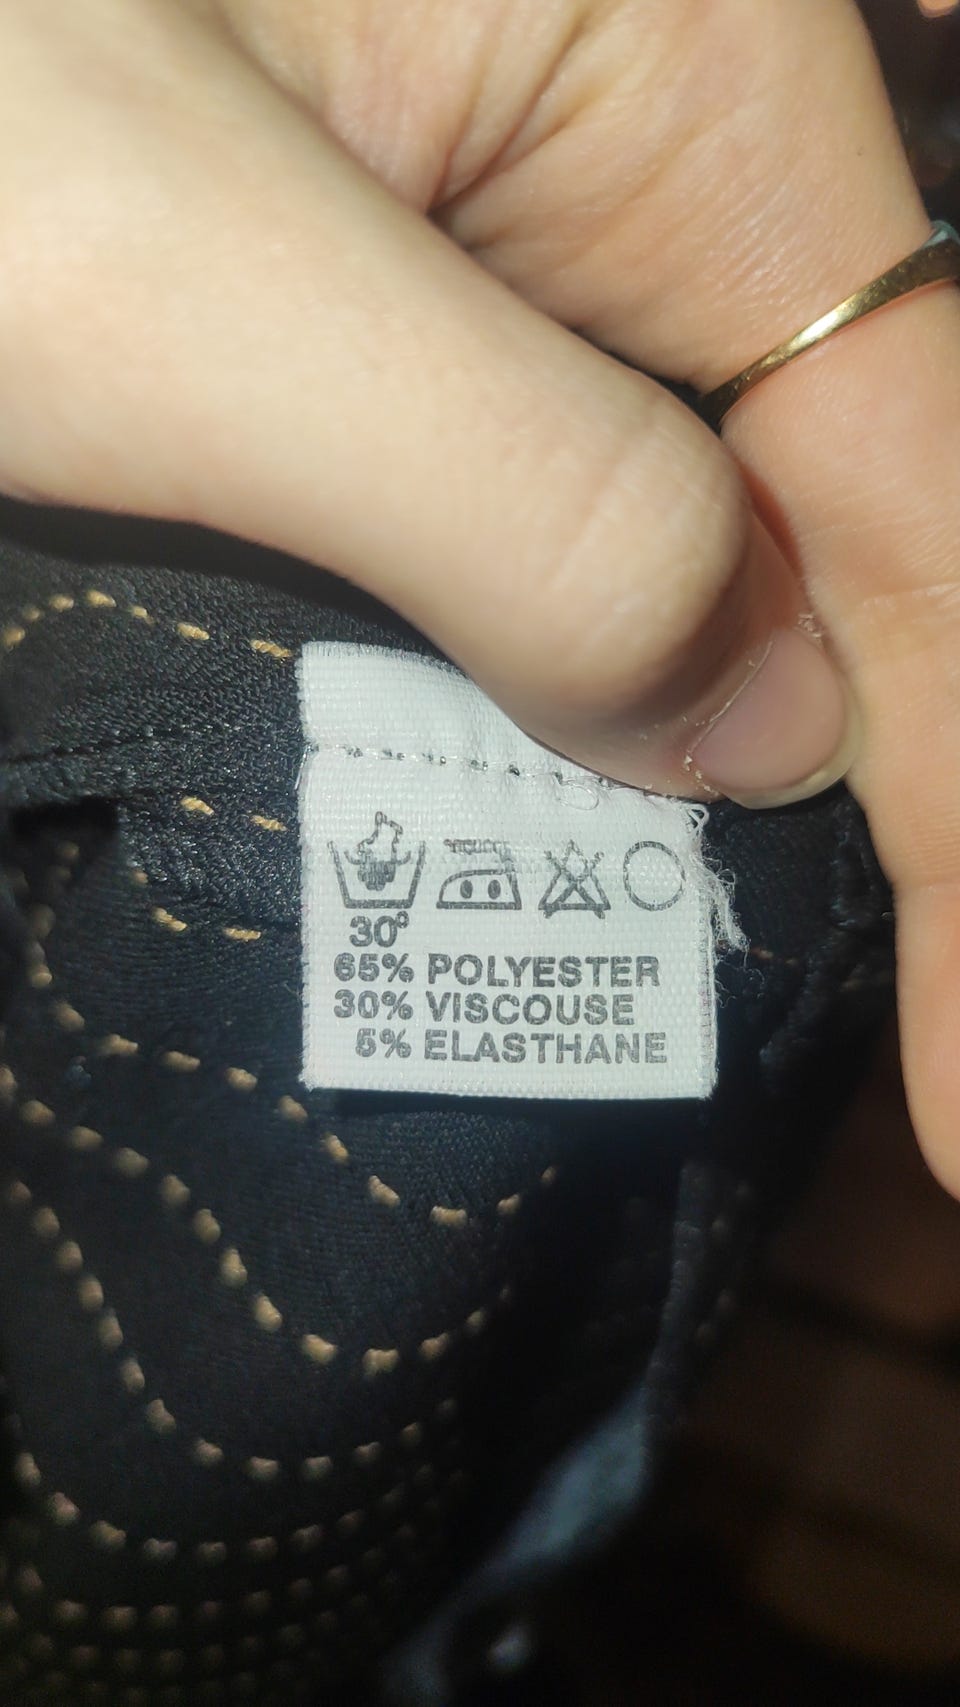 30°
65% POLYESTER
30% VISCOUSE
5% ELASTHANE